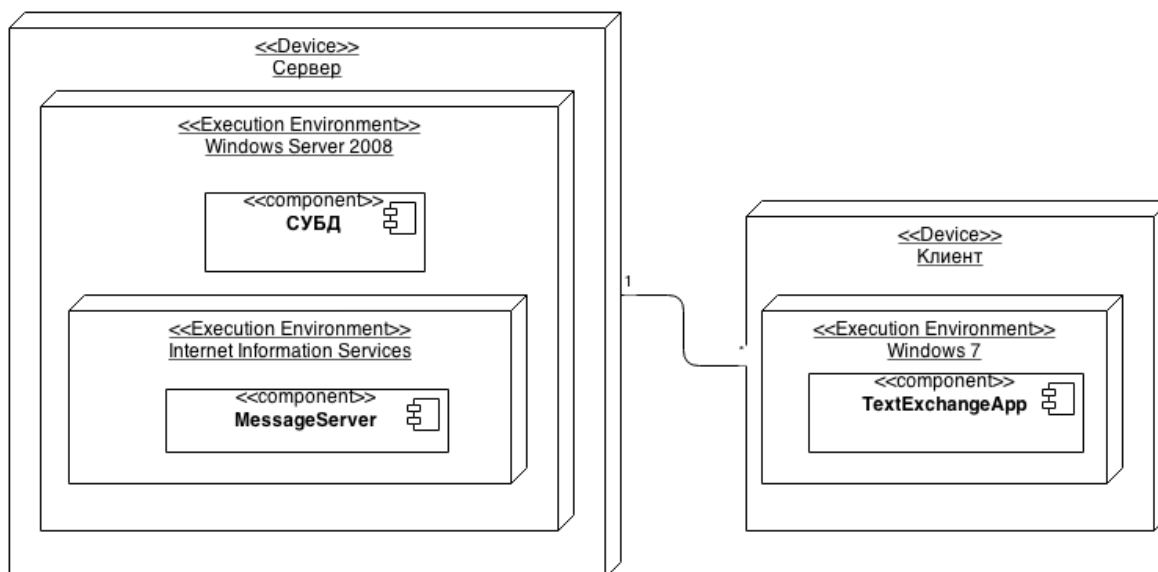 <<Device>>
Сервер
<<Execution Environment>>
Windows Server 2008
<<component>>
СУБД
<<Execution Environment>>
Internet Information Services
<<component>>
MessageServer
1
*
<<Device>>
Клиент
<<Execution Environment>>
Windows 7
<<component>>
TextExchangeApp